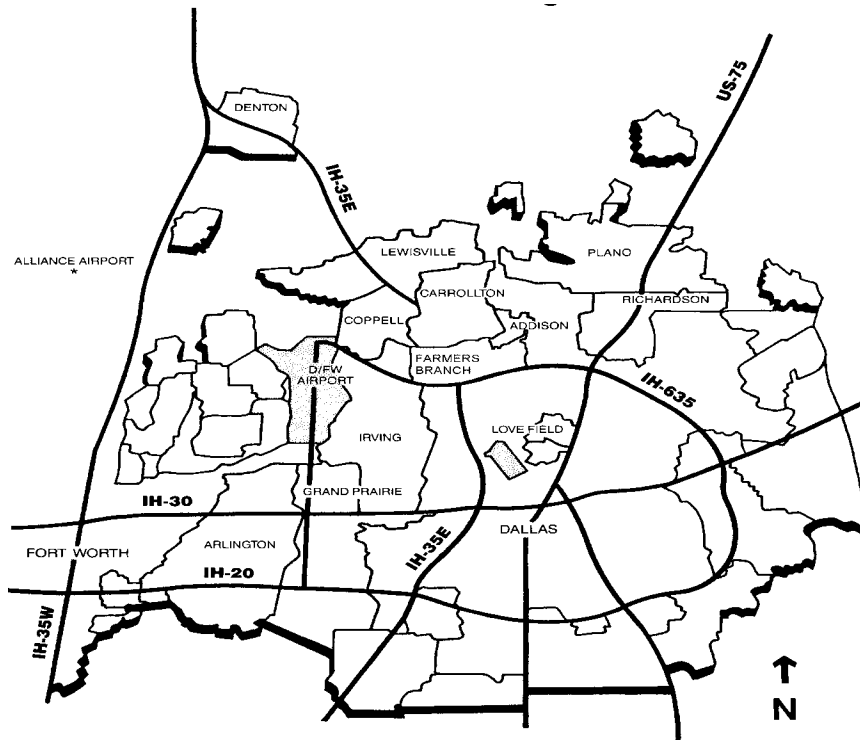 DENTON
US-75
IH-35E
ALLIANCE AIRPORT
*
LEWISVILLE
PLANO
CARROLLTON
RICHARDSON
COPPELL
ADDISON
FARMERS
BRANCH
D/FW
AIRPORT
IH-635
LOVE FIELD
IRVING
GRAND PRAIRIE
IH-30
DALLAS
FORT WORTH
ARLINGTON
IH-35E
IH-20
IH-35W
N